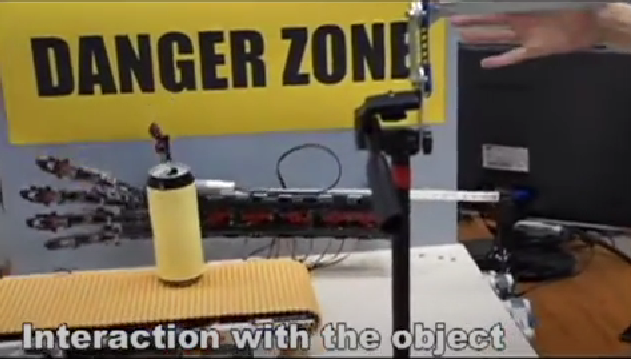 DANGER ZONE
Interaction with the object